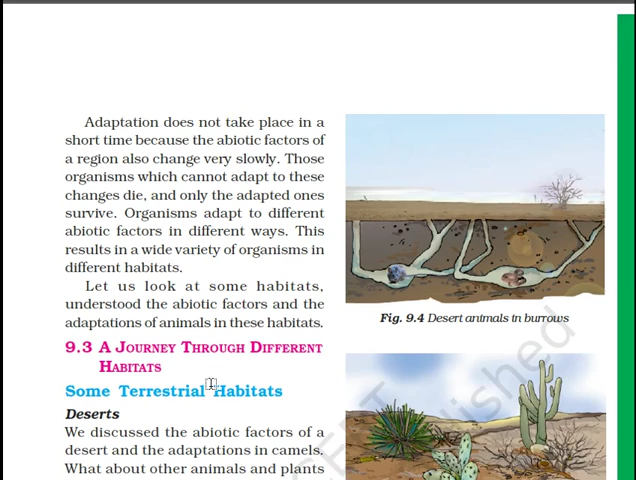 Adaptation does not take place in a
short time because the abiotic factors of
a region also change very slowly. Those
organisms which cannot adapt to these
changes die, and only the adapted ones
survive. Organisms adapt to different
abiotic factors in different ways. This
results in a wide variety of organisms in
different habitats.
Let us look at some habitats,
understood the abiotic factors and the
adaptations of animals in these habitats.
9.3 A JOURNEY THROUGH DIFFERENT
HABITATS
Some Terrestrial Habitats
Deserts
We discussed the abiotic factors of a
desert and the adaptations in camels.
What about other animals and plants
Fig. 9.4 Desert animals in burrows